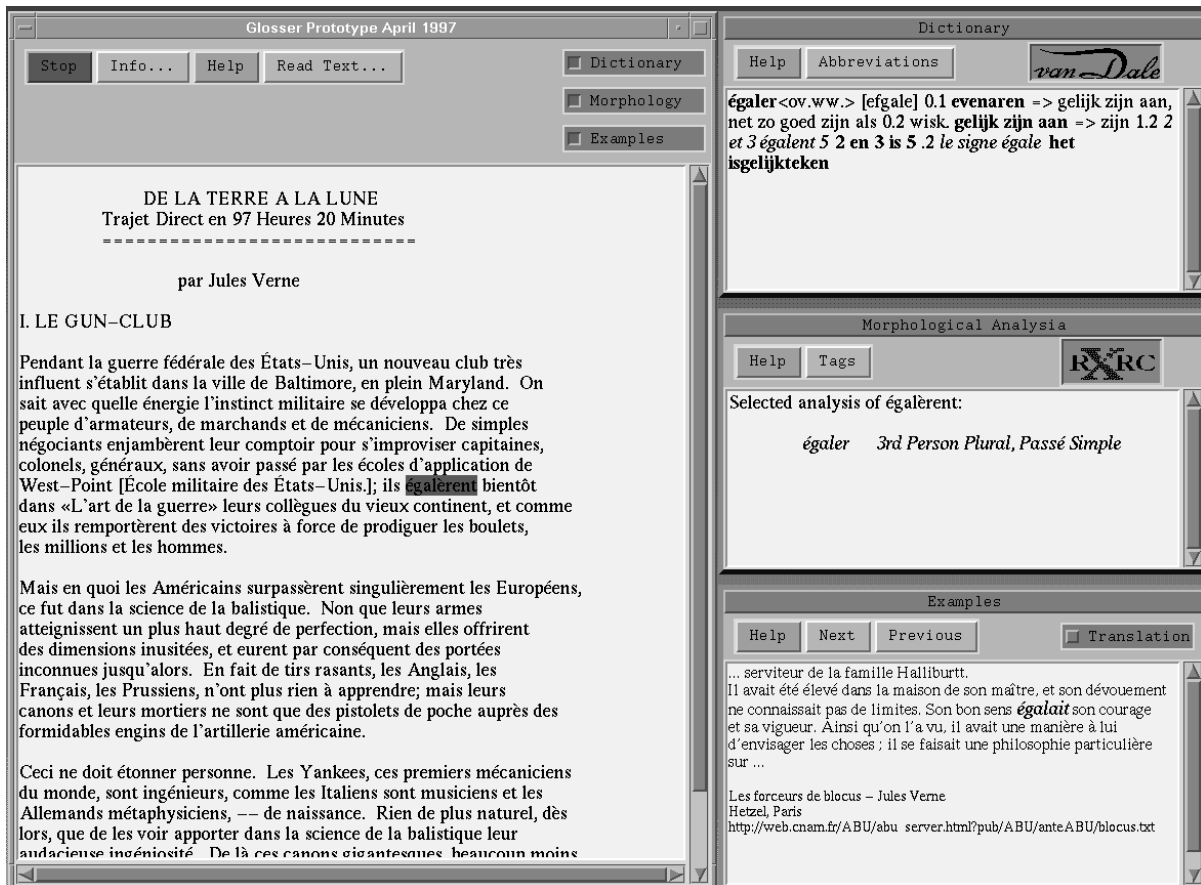 Glosser Prototype April 1997
Stop Info... Help Read Text...
Dictionary
Morphology
Examples
DE LA TERRE A LA LUNE
Trajet Direct en 97 Heures 20 Minutes
=============================
par Jules Verne
I. LE GUN–CLUB
Pendant la guerre fédérale des États–Unis, un nouveau club très
influent s'établit dans la ville de Baltimore, en plein Maryland. On
sait avec quelle énergie l'instinct militaire se développa chez ce
peuple d'armateurs, de marchands et de mécaniciens. De simples
négociants enjambèrent leur comptoir pour s'improviser capitaines,
colonels, généraux, sans avoir passé par les écoles d'application de
West–Point [École militaire des États–Unis.]; ils égalèrent bientôt
dans «L'art de la guerre» leurs collègues du vieux continent, et comme
eux ils remportèrent des victoires à force de prodiguer les boulets,
les millions et les hommes.
Mais en quoi les Américains surpassèrent singulièrement les Européens,
ce fut dans la science de la balistique. Non que leurs armes
atteignissent un plus haut degré de perfection, mais elles offrirent
des dimensions inusitées, et eurent par conséquent des portées
inconnues jusqu'alors. En fait de tirs rasants, les Anglais, les
Français, les Prussiens, n'ont plus rien à apprendre; mais leurs
canons et leurs mortiers ne sont que des pistolets de poche auprès des
formidables engins de l'artillerie américaine.
Ceci ne doit étonner personne. Les Yankees, ces premiers mécaniciens
du monde, sont ingénieurs, comme les Italiens sont musiciens et les
Allemands métaphysiciens, –– de naissance. Rien de plus naturel, dès
lors, que de les voir apporter dans la science de la balistique leur
audacieuse ingéniosité. De là ces canons gigantesques, beaucoup moins
Dictionary
Help Abbreviations van Dale
égaler<ov.ww.> [efgale] 0.1 evenaren => gelijk zijn aan,
net zo goed zijn als 0.2 wisk. gelijk zijn aan => zijn 1.2 2
et 3 égalent 5 2 en 3 is 5 .2 le signe égale het
isgelijkteken
Morphological Analysia
Help Tags RXRC
Selected analysis of égalèrent:
égaler 3rd Person Plural, Passé Simple
Examples
Help Next Previous Translation
... serviteur de la famille Halliburtt.
Il avait été élevé dans la maison de son maître, et son dévouement
ne connaissait pas de limites. Son bon sens égalait son courage
et sa vigueur. Ainsi qu'on l'a vu, il avait une manière à lui
d'envisager les choses ; il se faisait une philosophie particulière
sur ...
Les forceurs de blocus – Jules Verne
Hetzel, Paris
http://web.cnam.fr/ABU/abu server.html?pub/ABU/anteABU/blocus.txt